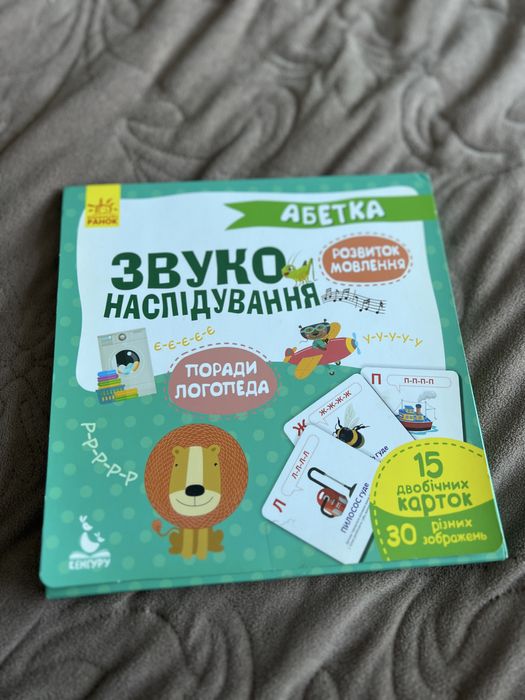 РАНОК
АБЕТКА
ЗВУКО
НАСЛІДУВАННЯ
РОЗВИТОК
МОВЛЕННЯ
Є-Є-Є-Є-Є
У-У-У-У-У
ПОРАДИ
ЛОГОПЕДА
Р-Р-Р-Р-Р
П
П-П-П-П
Ж
Ж-Ж-Ж-Ж
Л
Л-Л-Л-Л
ПИЛОСОС ГУДЕ
15
двобічних
карток
30 різних
зображень
КЕНГУРУ